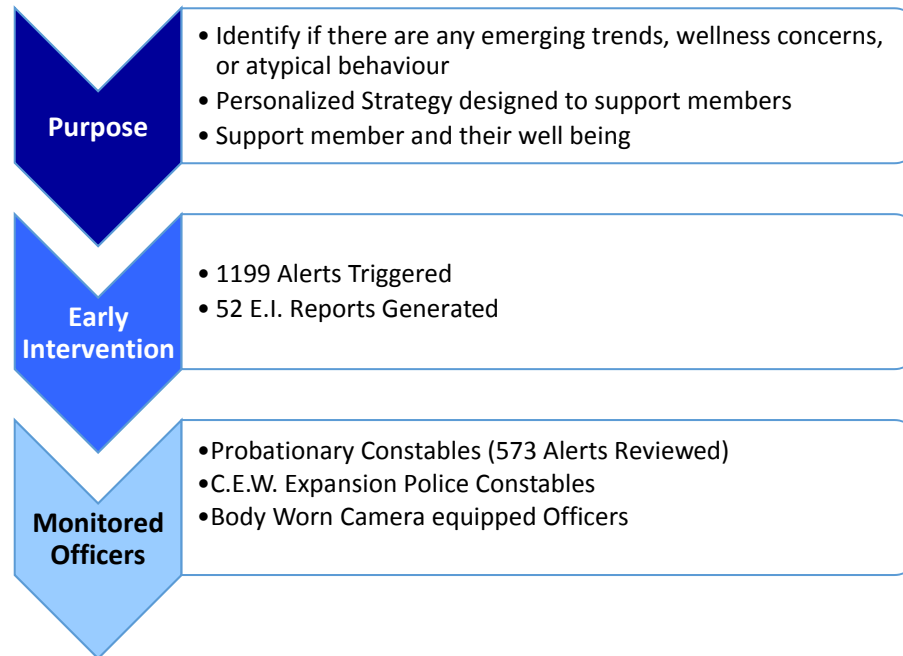 Purpose
• Identify if there are any emerging trends, wellness concerns,
or atypical behaviour
• Personalized Strategy designed to support members
• Support member and their well being
Early
Intervention
• 1199 Alerts Triggered
• 52 E.I. Reports Generated
Monitored
Officers
•Probationary Constables (573 Alerts Reviewed)
•C.E.W. Expansion Police Constables
•Body Worn Camera equipped Officers